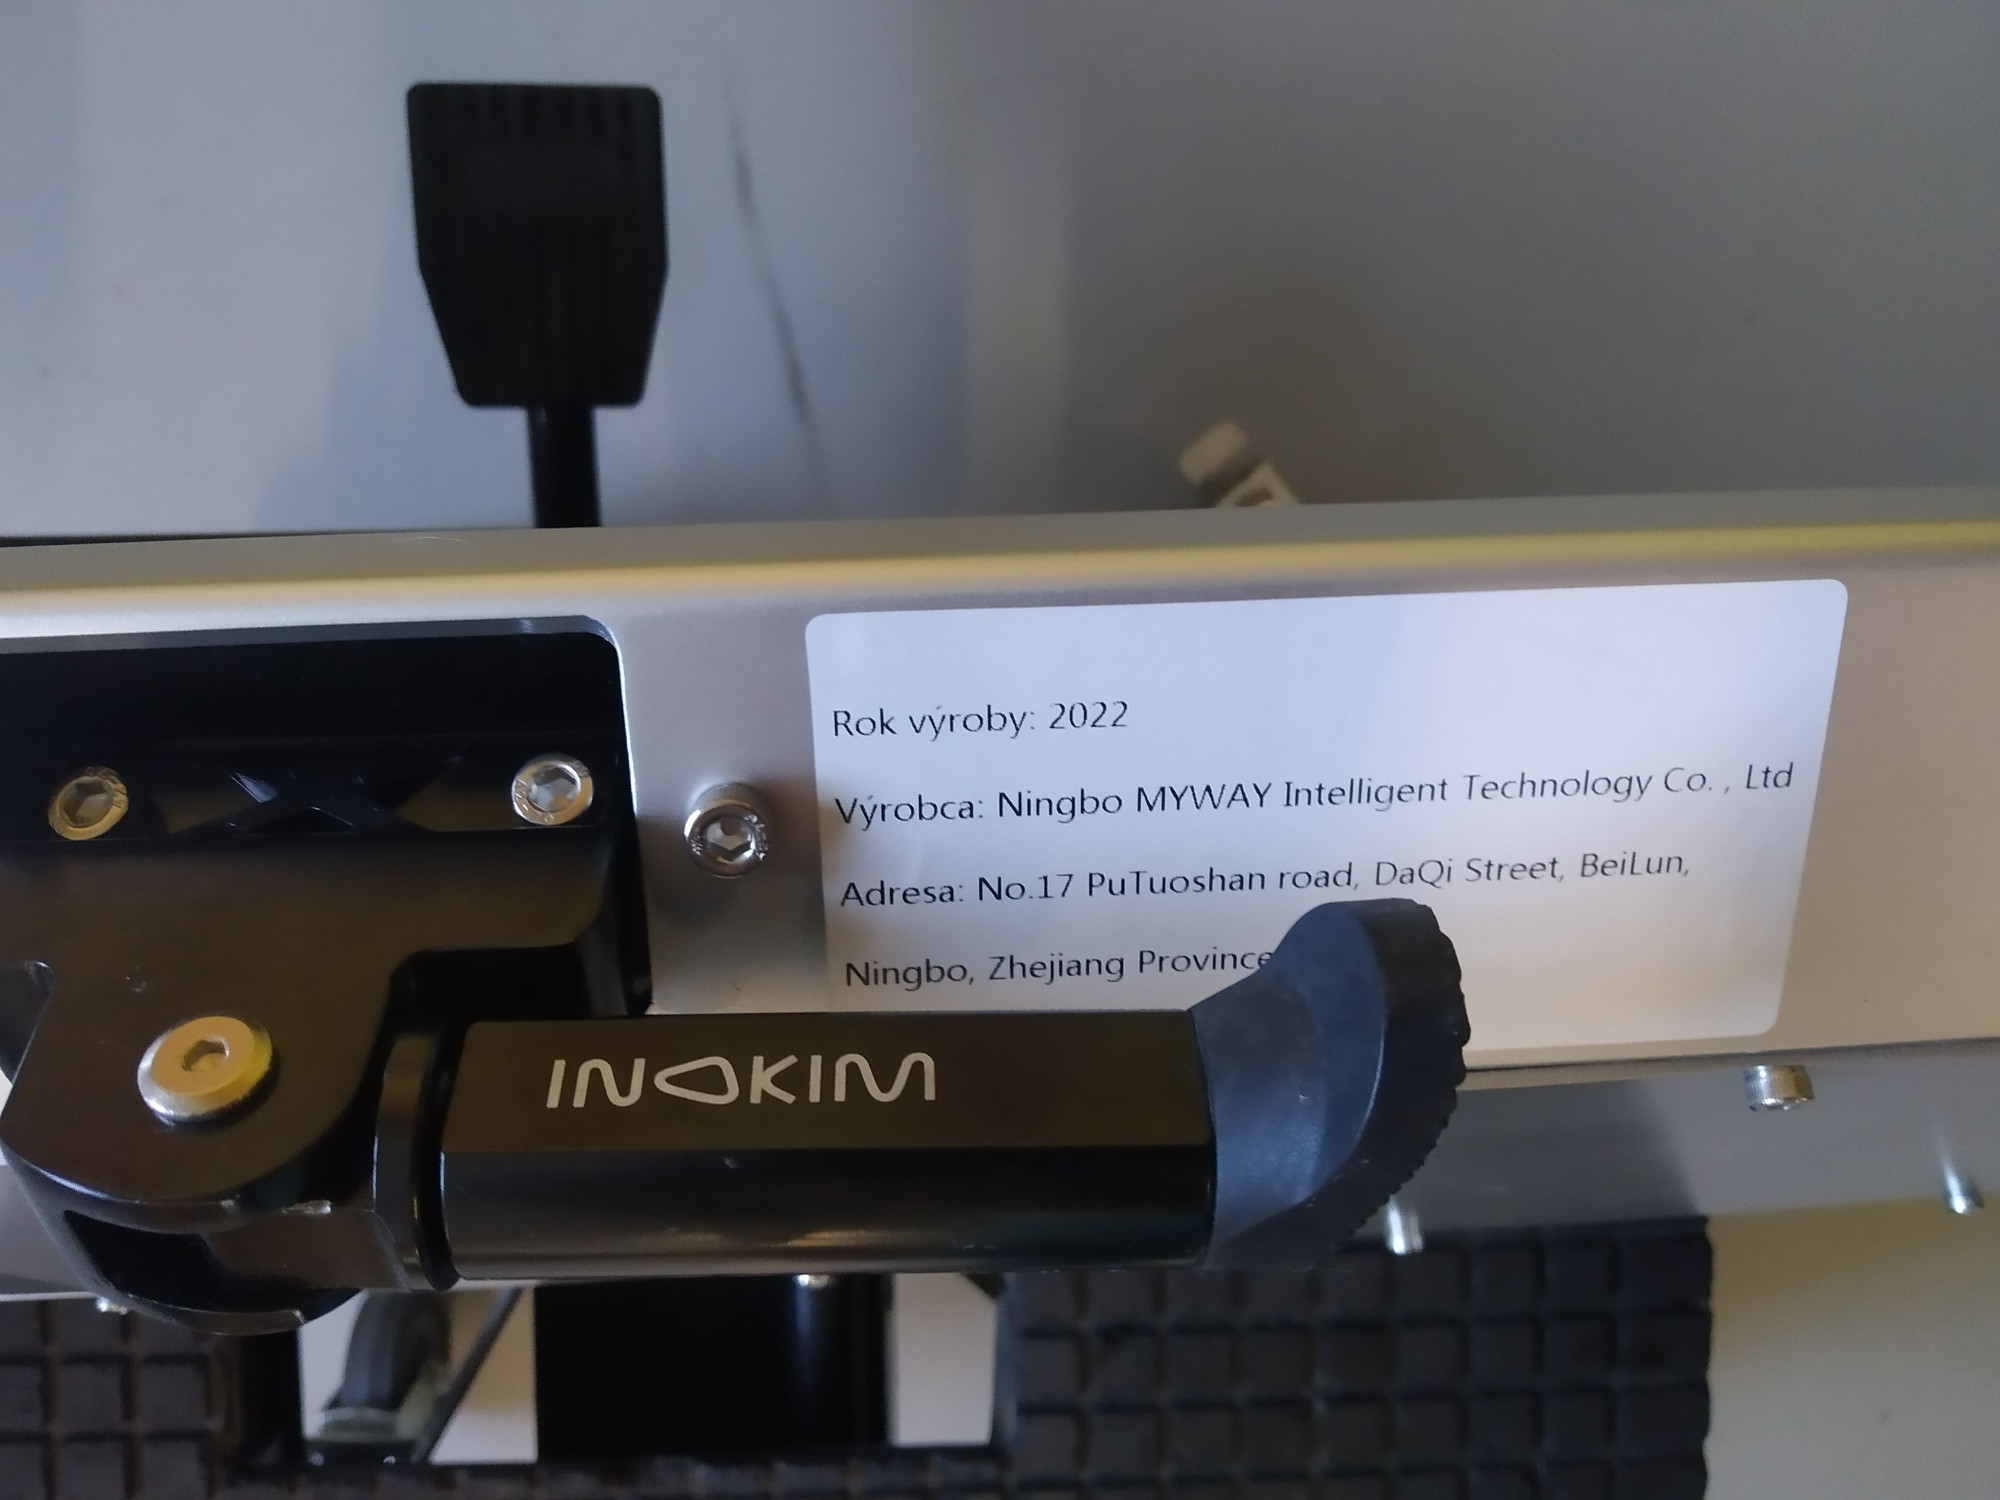 Rok výroby: 2022
Výrobca: Ningbo MYWAY Intelligent Technology Co. , Ltd
Adresa: No.17 PuTuoshan road, DaQi Street, BeiLun,
Ningbo, Zhejiang Province
INOKIM